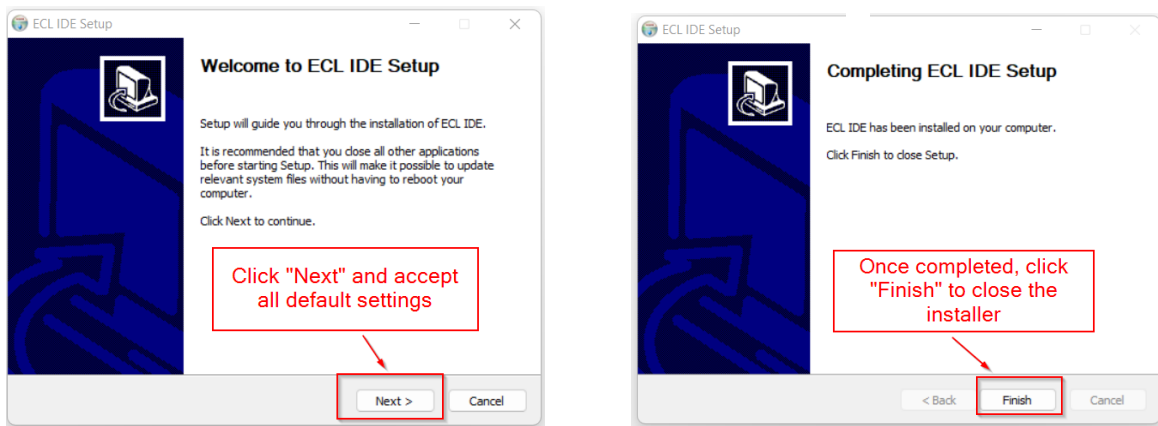 ECL IDE Setup
Welcome to ECL IDE Setup
Setup will guide you through the installation of ECL IDE.
It is recommended that you close all other applications
before starting Setup. This will make it possible to update
relevant system files without having to reboot your
computer.
Click Next to continue.
Click "Next" and accept
all default settings
Next >
Cancel
ECL IDE Setup
Completing ECL IDE Setup
ECL IDE has been installed on your computer.
Click Finish to close Setup.
Once completed, click
"Finish" to close the
installer
< Back
Finish
Cancel